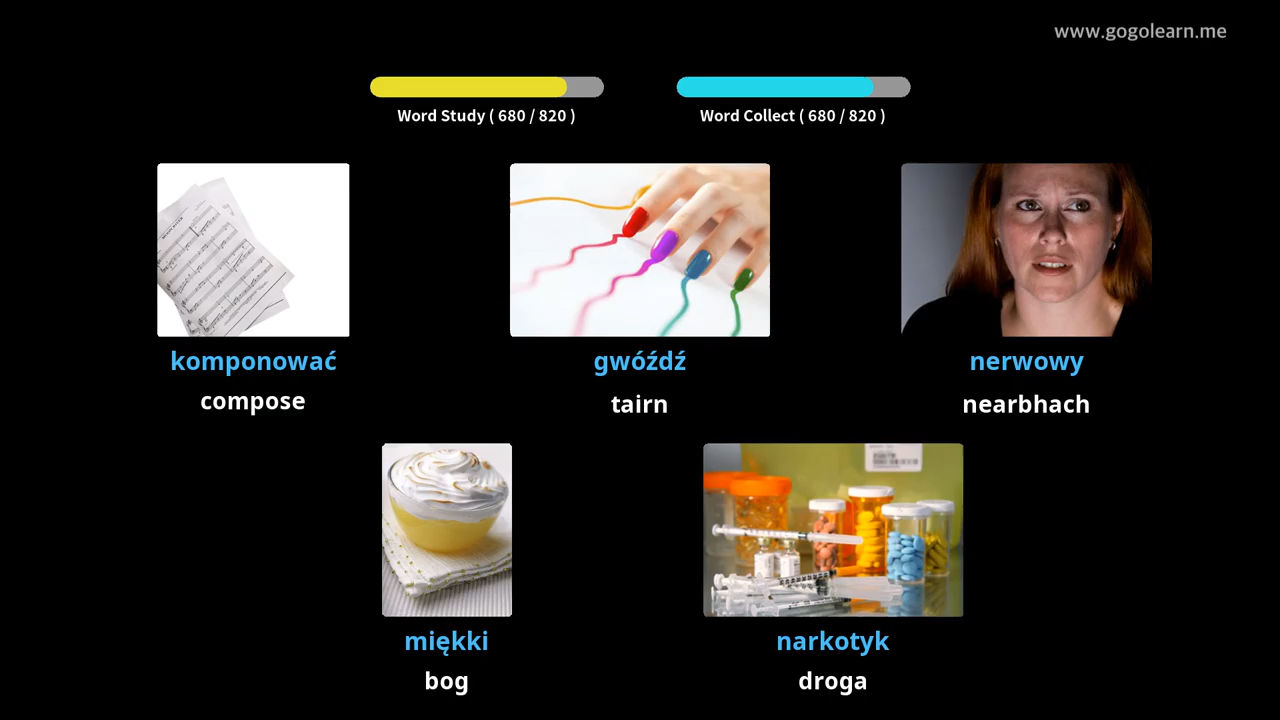 www.gogolearn.me
Word Study ( 680 / 820 )
Word Collect ( 680 / 820 )
komponować
gwóźdź
nerwowy
compose
tairn
nearbhach
miękki
narkotyk
bog
droga